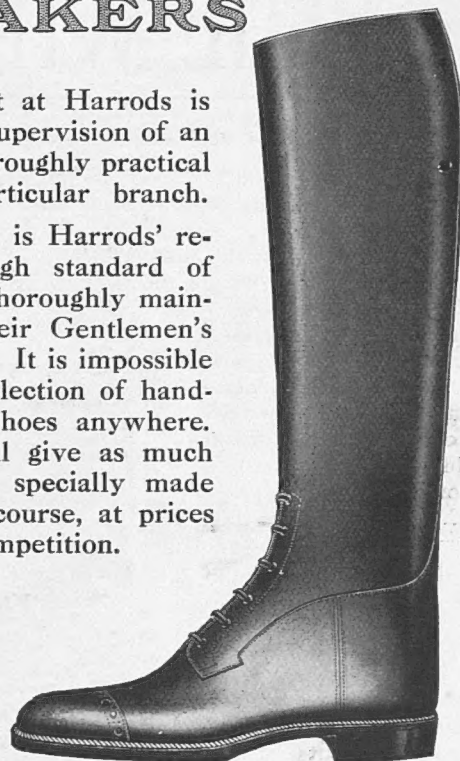 AKERS
t at Harrods is
upervision of an
roughly practical
rticular branch.
is Harrods' re-
gh standard of
horoughly main-
eir Gentlemen's
It is impossible
lection of hand-
hoes anywhere.
l give as much
specially made
course, at prices
mpetition.